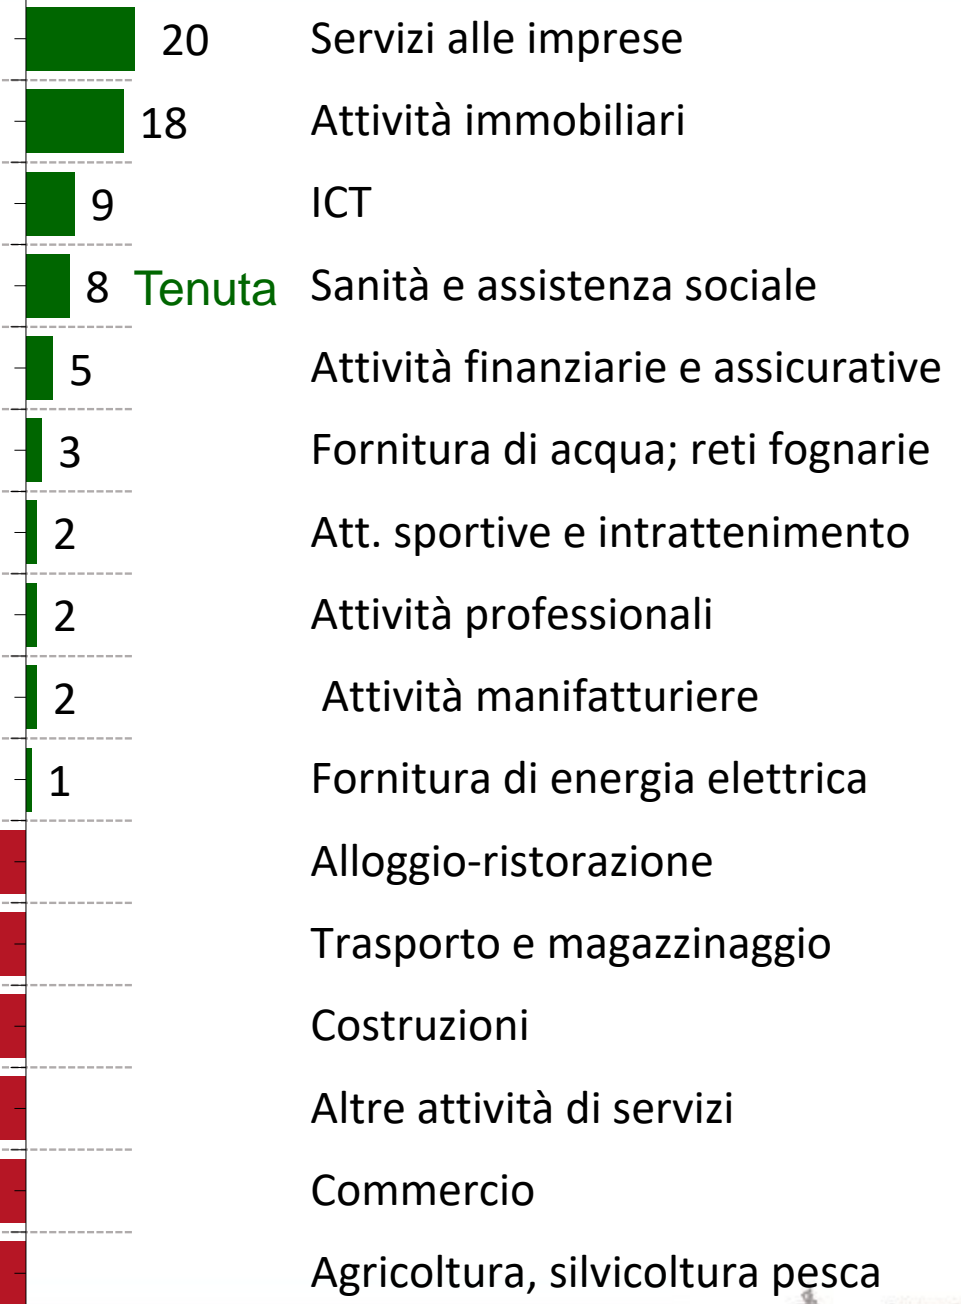 20 Servizi alle imprese
18 Attività immobiliari
9 ICT
8 Tenuta Sanità e assistenza sociale
5 Attività finanziarie e assicurative
3 Fornitura di acqua; reti fognarie
2 Att. sportive e intrattenimento
2 Attività professionali
2 Attività manifatturiere
1 Fornitura di energia elettrica
Alloggio-ristorazione
Trasporto e magazzinaggio
Costruzioni
Altre attività di servizi
Commercio
Agricoltura, silvicoltura pesca